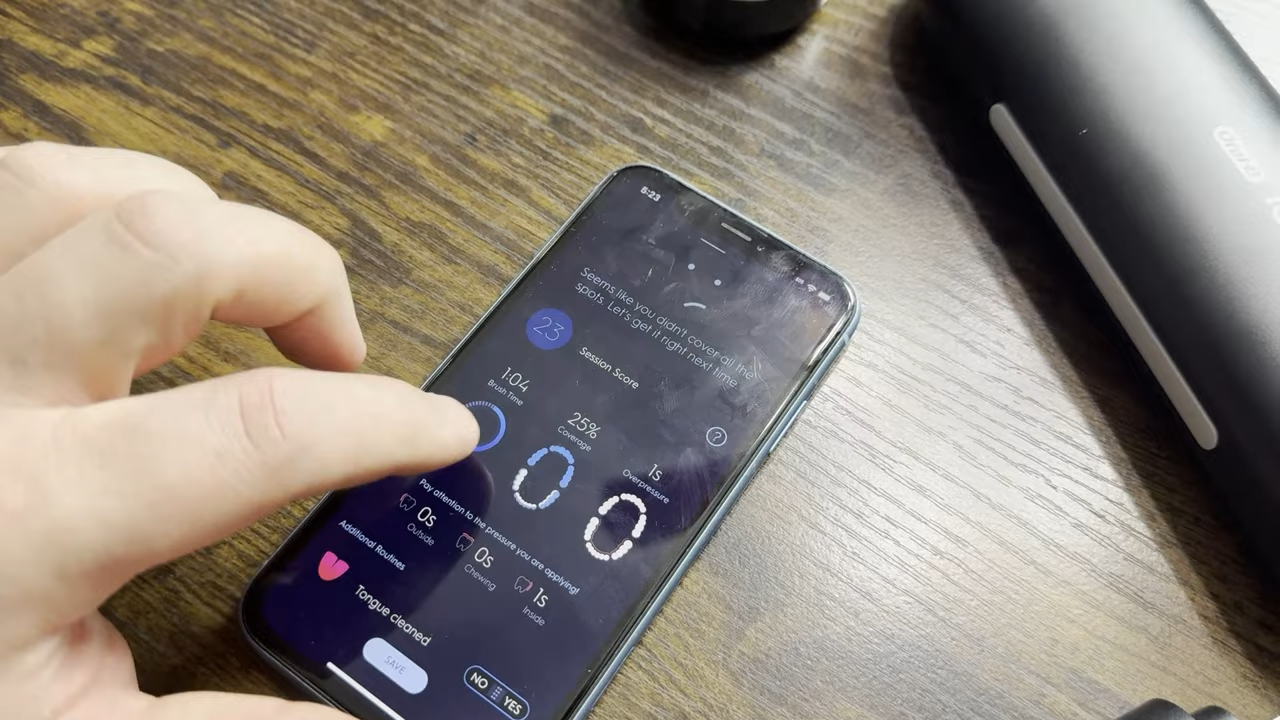 5:23
Seems like you didn't cover all the
spots. Let's get it right next time.
23
Session Score
1:04
Brush Time
25%
Coverage
1s
Overpressure
?
Pay attention to the pressure you are applying!
0s
Outside
0s
Chewing
1s
Inside
Additional Routines
Tongue cleaned
NO
YES
SAVE
Oral-B